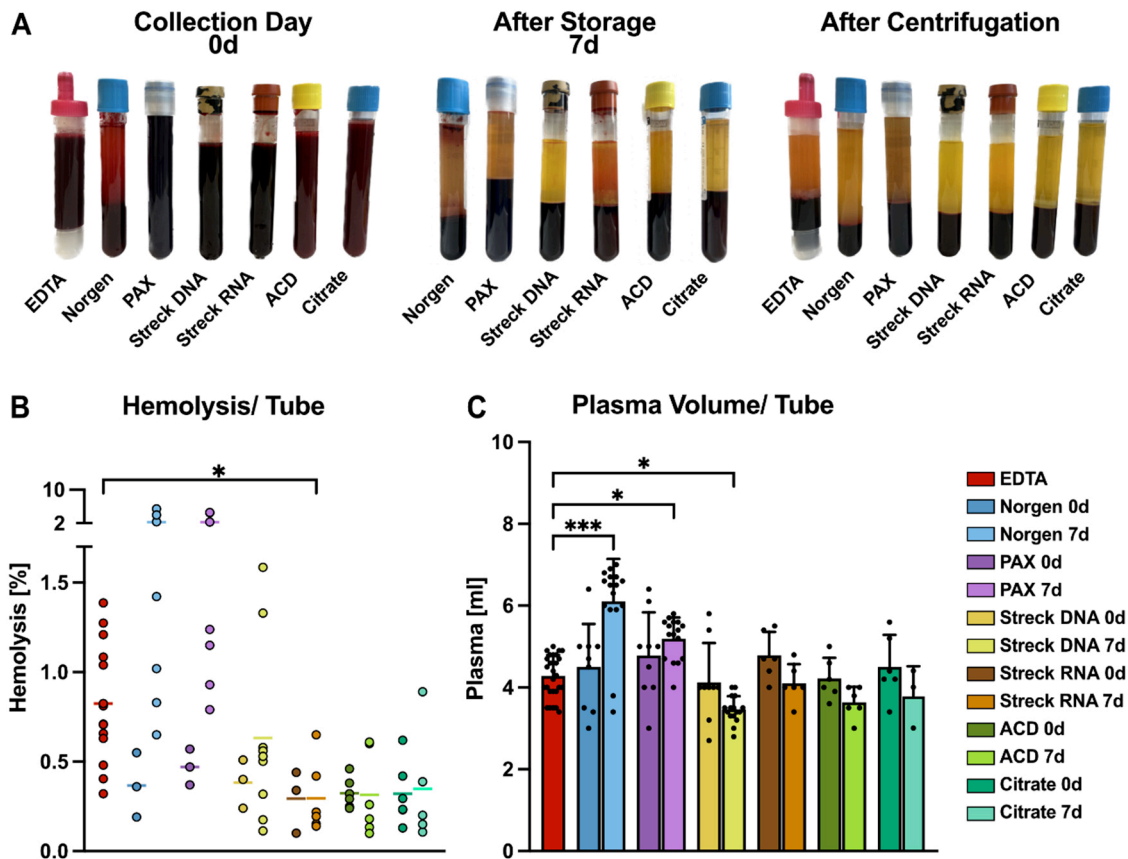 A
Collection Day
0d
After Storage
7d
After Centrifugation
EDTA
Norgen
PAX
Streck DNA
Streck RNA
ACD
Citrate
Norgen
PAX
Streck DNA
Streck RNA
ACD
Citrate
EDTA
Norgen
PAX
Streck DNA
Streck RNA
ACD
Citrate
B
Hemolysis/ Tube
*
10
2
1.5
1.0
0.5
0.0
Hemolysis [%]
C
Plasma Volume/ Tube
10
8
6
4
2
0
Plasma [ml]
*
*
***
EDTA
Norgen 0d
Norgen 7d
PAX 0d
PAX 7d
Streck DNA 0d
Streck DNA 7d
Streck RNA 0d
Streck RNA 7d
ACD 0d
ACD 7d
Citrate 0d
Citrate 7d